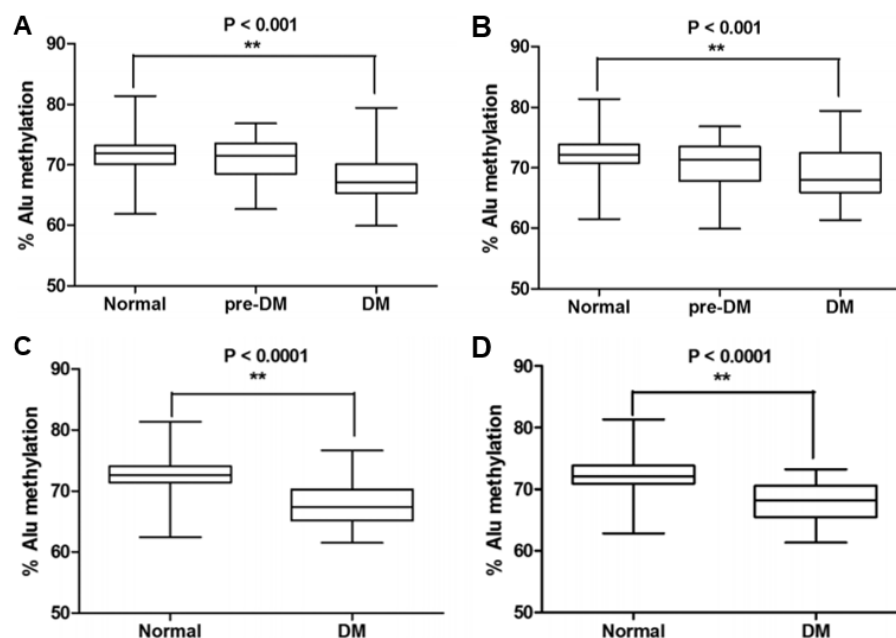 A
P < 0.001
**
90
80
70
60
50
% Alu methylation
Normal pre-DM DM
B
P < 0.001
**
90
80
70
60
50
% Alu methylation
Normal pre-DM DM
C
P < 0.0001
**
90
80
70
60
50
% Alu methylation
Normal DM
D
P < 0.0001
**
90
80
70
60
50
% Alu methylation
Normal DM